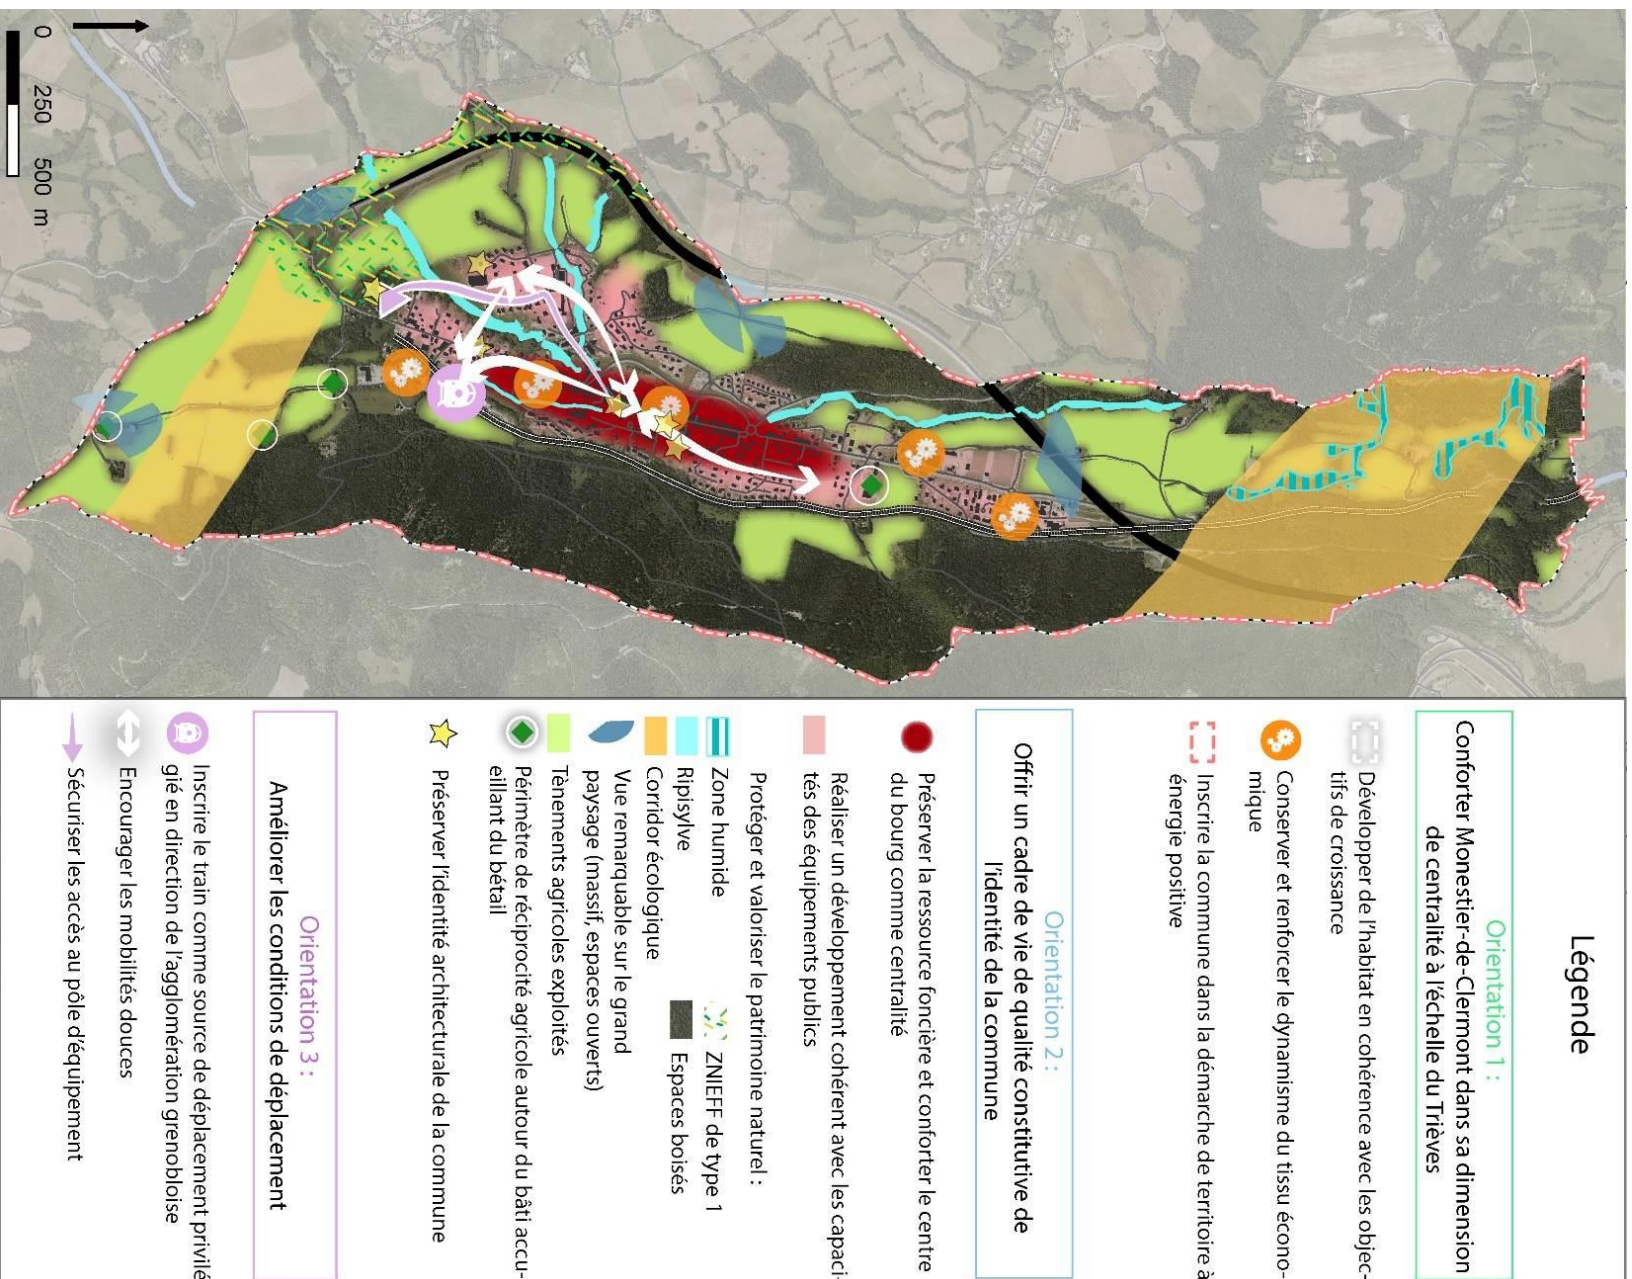 Légende
Orientation 1 :
Conforter Monestier-de-Clermont dans sa dimension
de centralité à l'échelle du Trièves
Développer de l'habitat en cohérence avec les objec-
tifs de croissance
Conserver et renforcer le dynamisme du tissu écono-
mique
Inscrire la commune dans la démarche de territoire à
énergie positive
Orientation 2 :
Offrir un cadre de vie de qualité constitutive de
l'identité de la commune
Préserver la ressource foncière et conforter le centre
du bourg comme centralité
Réaliser un développement cohérent avec les capaci-
tés des équipements publics
Protéger et valoriser le patrimoine naturel :
Zone humide
ZNIEFF de type 1
Ripisylve
Espaces boisés
Corridor écologique
Vue remarquable sur le grand
paysage (massif, espaces ouverts)
Tènements agricoles exploités
Périmètre de réciprocité agricole autour du bâti accu-
eillant du bétail
Préserver l'identité architecturale de la commune
Orientation 3 :
Améliorer les conditions de déplacement
Inscrire le train comme source de déplacement privilé
gié en direction de l'agglomération grenobloise
Encourager les mobilités douces
Sécuriser les accès au pôle d'équipement
0 250 500 m